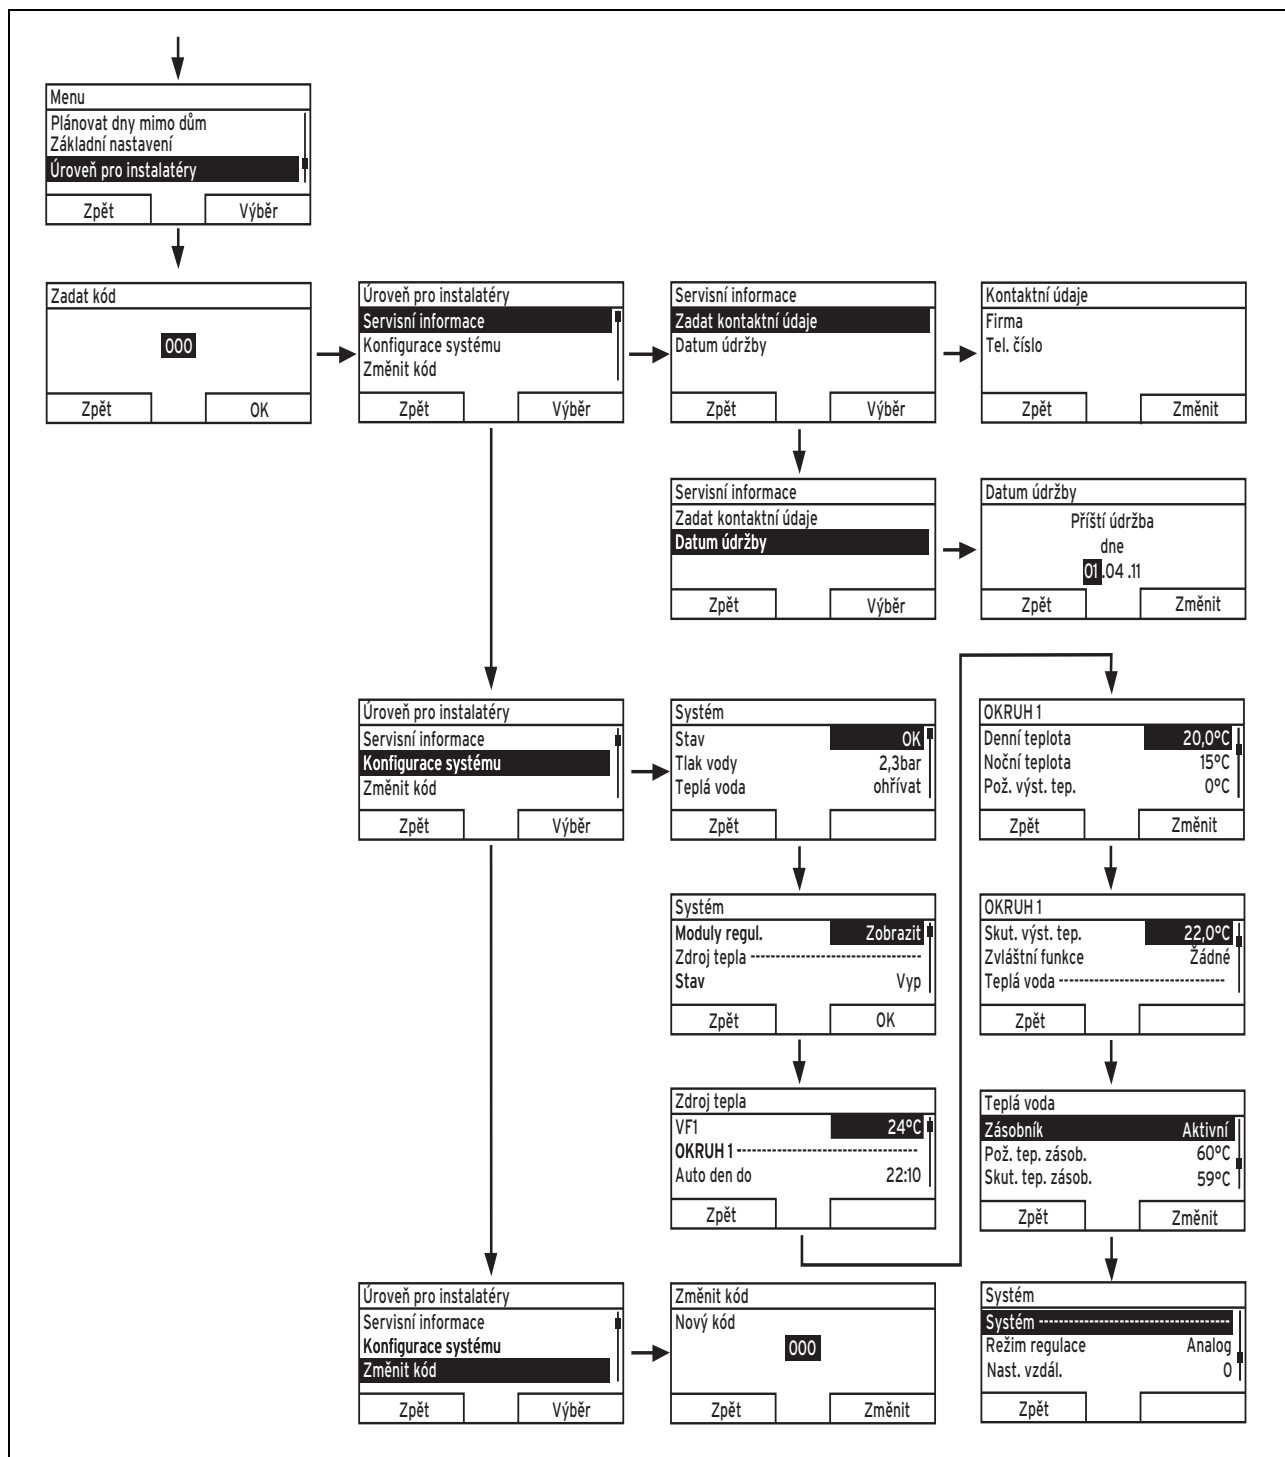 Menu
Plánovat dny mimo dům
Základní nastavení
Úroveň pro instalatéry
Zpět Výběr
Zadat kód
000
Zpět OK
Úroveň pro instalatéry
Servisní informace
Konfigurace systému
Změnit kód
Zpět Výběr
Servisní informace
Zadat kontaktní údaje
Datum údržby
Zpět Výběr
Kontaktní údaje
Firma
Tel. číslo
Zpět Změnit
Servisní informace
Zadat kontaktní údaje
Datum údržby
Zpět Výběr
Datum údržby
Příští údržba
dne
01.04 .11
Zpět Změnit
Úroveň pro instalatéry
Servisní informace
Konfigurace systému
Změnit kód
Zpět Výběr
Systém
Stav OK
Tlak vody 2,3bar
Teplá voda ohřívat
Zpět
Systém
Moduly regul. Zobrazit
Zdroj tepla ----------------------------------
Stav Vyp
Zpět OK
Zdroj tepla
VF1 24°C
OKRUH 1 ------------------------------------
Auto den do 22:10
Zpět
OKRUH 1
Denní teplota 20,0°C
Noční teplota 15°C
Pož. výst. tep. 0°C
Zpět Změnit
OKRUH 1
Skut. výst. tep. 22,0°C
Zvláštní funkce Žádné
Teplá voda ---------------------------------
Zpět
Teplá voda
Zásobník Aktivní
Pož. tep. zásob. 60°C
Skut. tep. zásob. 59°C
Zpět Změnit
Systém
Systém --------------------------------------
Režim regulace Analog
Nast. vzdál. 0
Zpět
Úroveň pro instalatéry
Servisní informace
Konfigurace systému
Změnit kód
Zpět Výběr
Změnit kód
Nový kód
000
Zpět Změnit